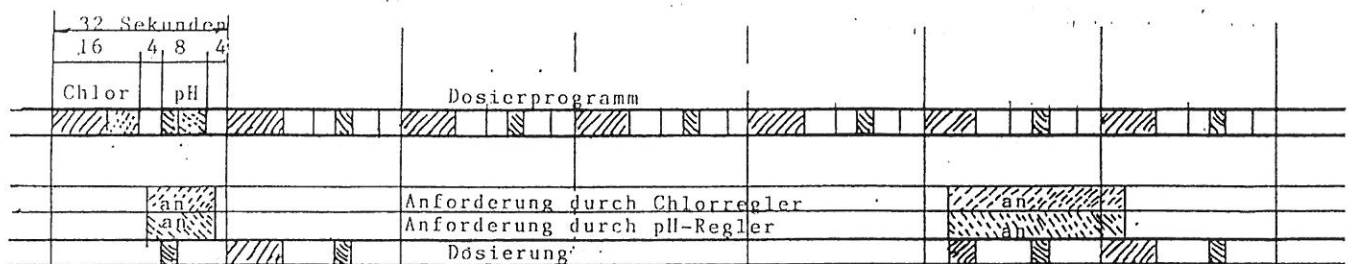 32 Sekunden
16 4 8 4
Chlor pH Dosierprogramm
an Anforderung durch Chlorregler an
an Anforderung durch pH-Regler an
Dosierung